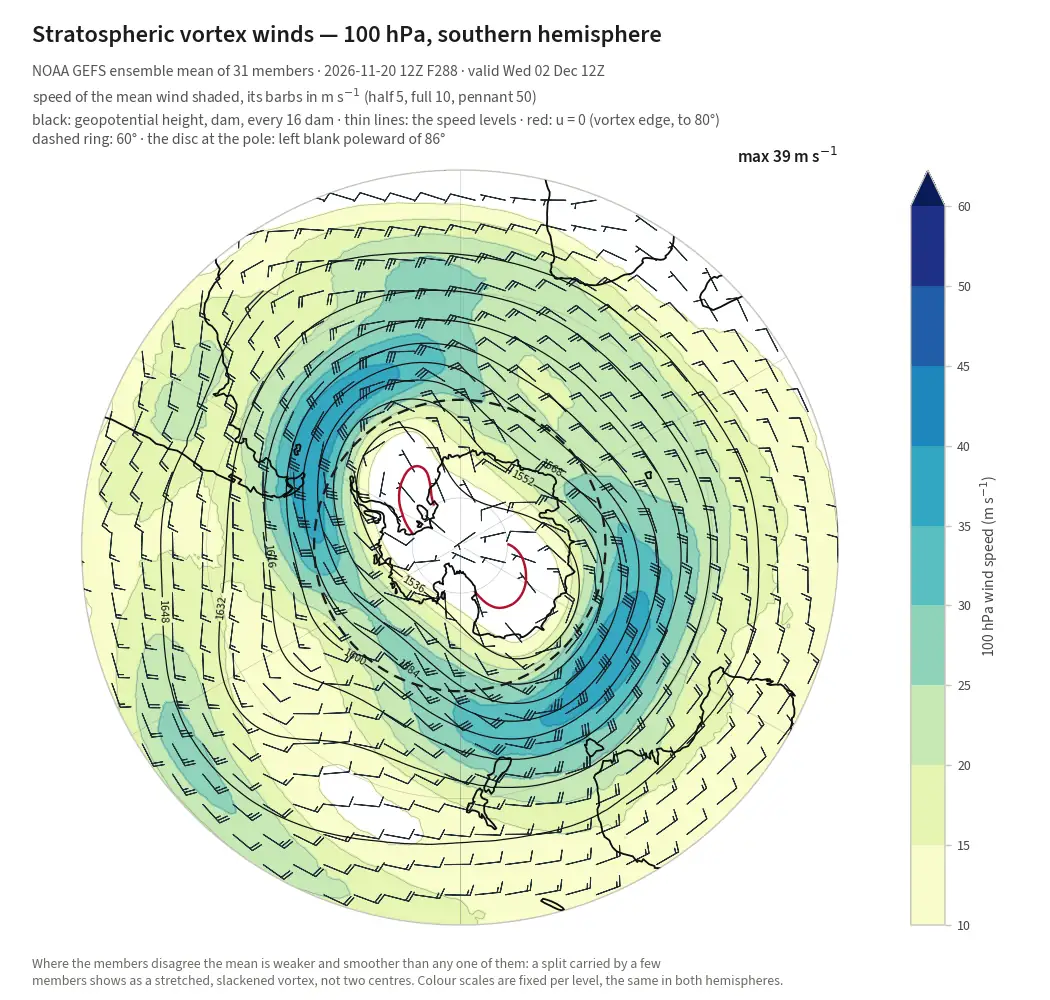 Stratospheric vortex winds — 100 hPa, southern hemisphere
NOAA GEFS ensemble mean of 31 members · 2026-11-20 12Z F288 · valid Wed 02 Dec 12Z
speed of the mean wind shaded, its barbs in m s⁻¹ (half 5, full 10, pennant 50)
black: geopotential height, dam, every 16 dam · thin lines: the speed levels · red: u = 0 (vortex edge, to 80°)
dashed ring: 60° · the disc at the pole: left blank poleward of 86°
max 39 m s⁻¹
60
50
45
40
35
30
25
20
15
10
100 hPa wind speed (m s⁻¹)
1568
1552
1616
1536
1648
1632
1600
1584
Where the members disagree the mean is weaker and smoother than any one of them: a split carried by a few
members shows as a stretched, slackened vortex, not two centres. Colour scales are fixed per level, the same in both hemispheres.